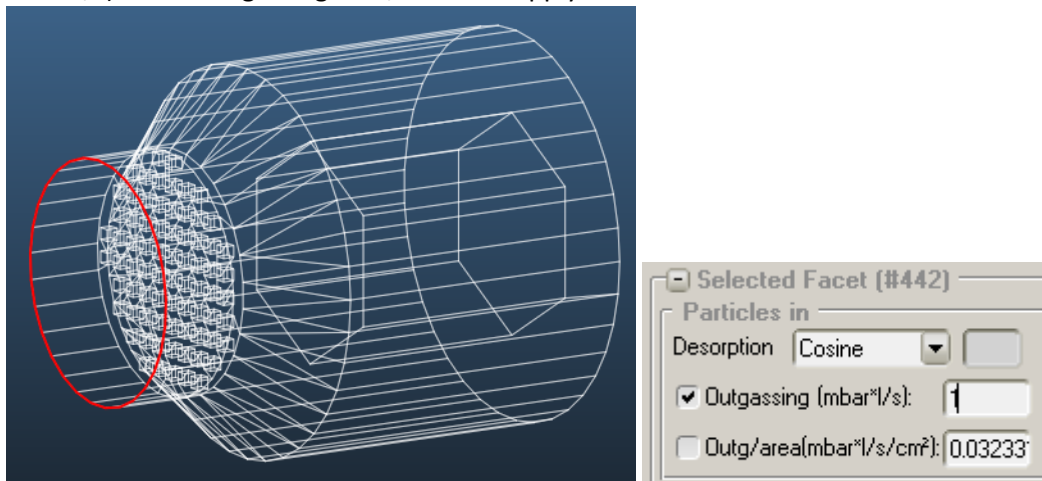 Selected Facet (#442)
Particles in
Desorption Cosine
Outgassing (mbar*l/s): 1
Outg/area(mbar*l/s/cm²): 0.03233